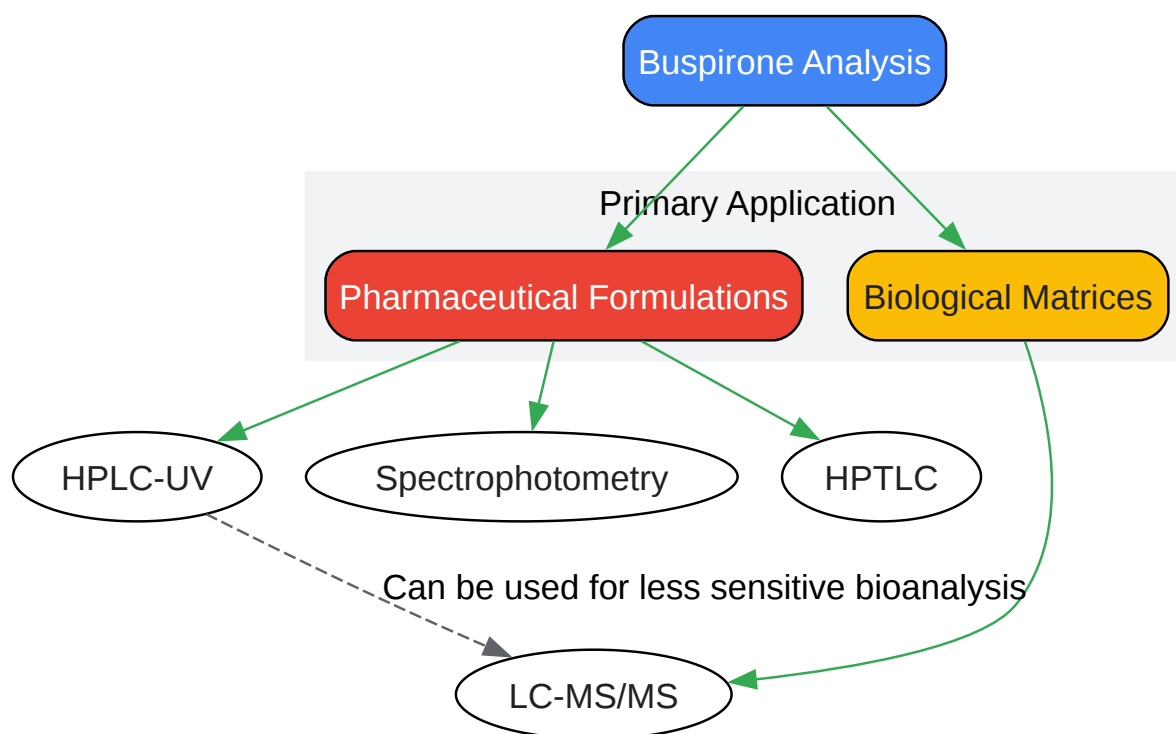 Buspirone Analysis
Primary Application
Pharmaceutical Formulations
Biological Matrices
HPLC-UV
Spectrophotometry
HPTLC
Can be used for less sensitive bioanalysis
LC-MS/MS